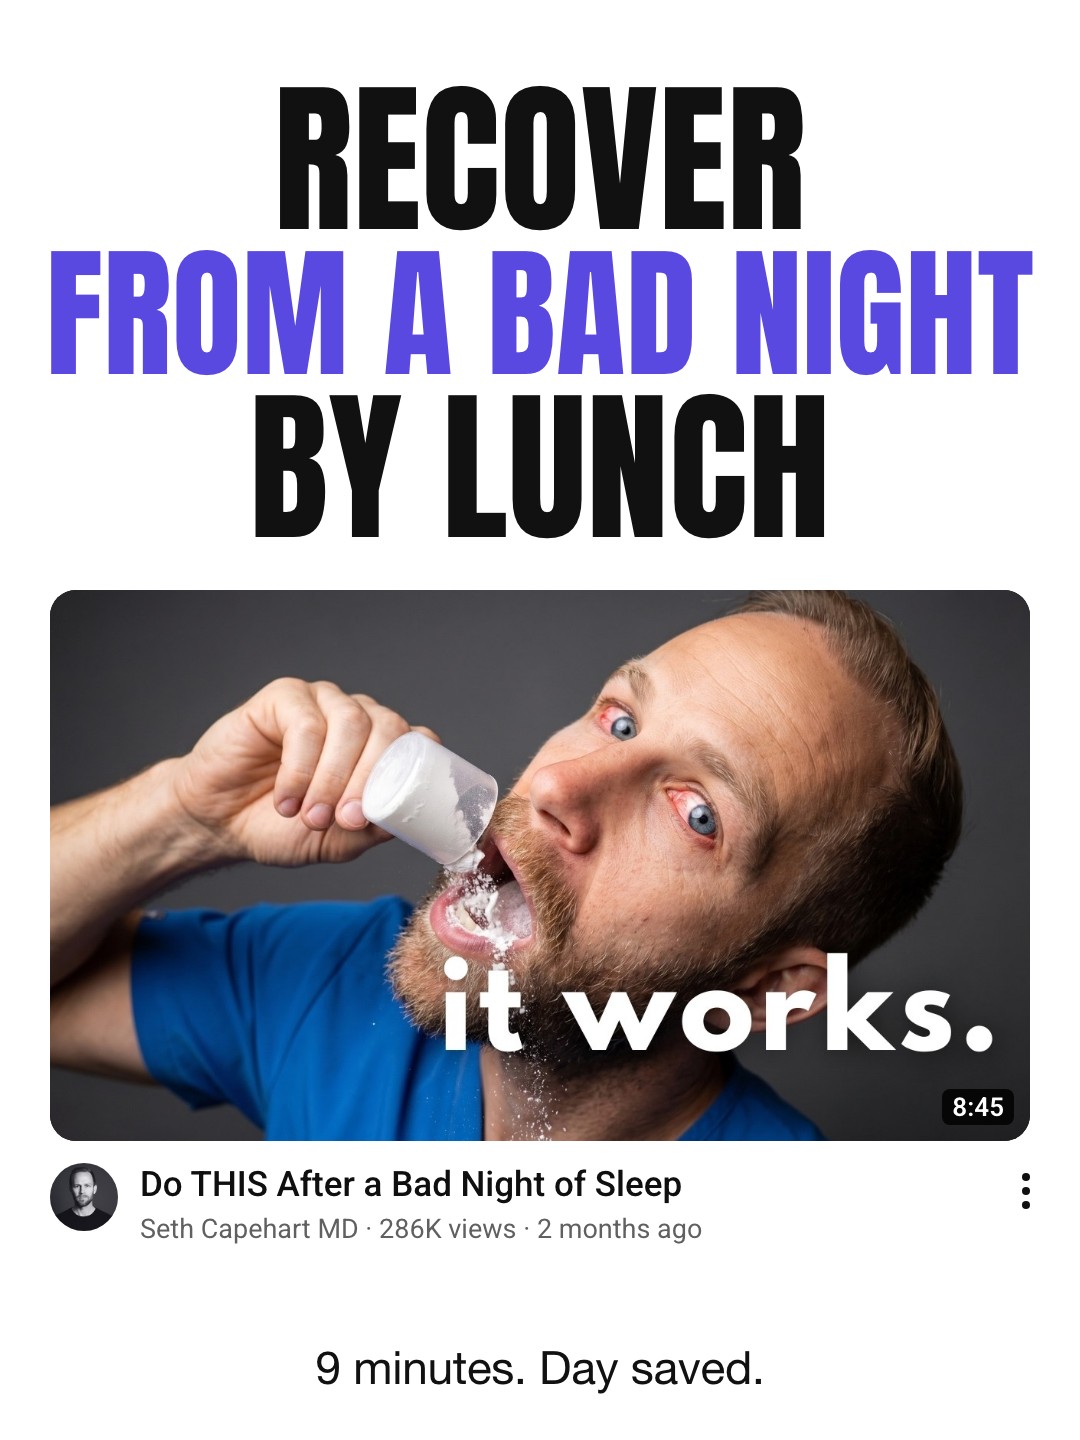 RECOVER
FROM A BAD NIGHT
BY LUNCH
it works.
8:45
Do THIS After a Bad Night of Sleep
Seth Capehart MD · 286K views · 2 months ago
9 minutes. Day saved.